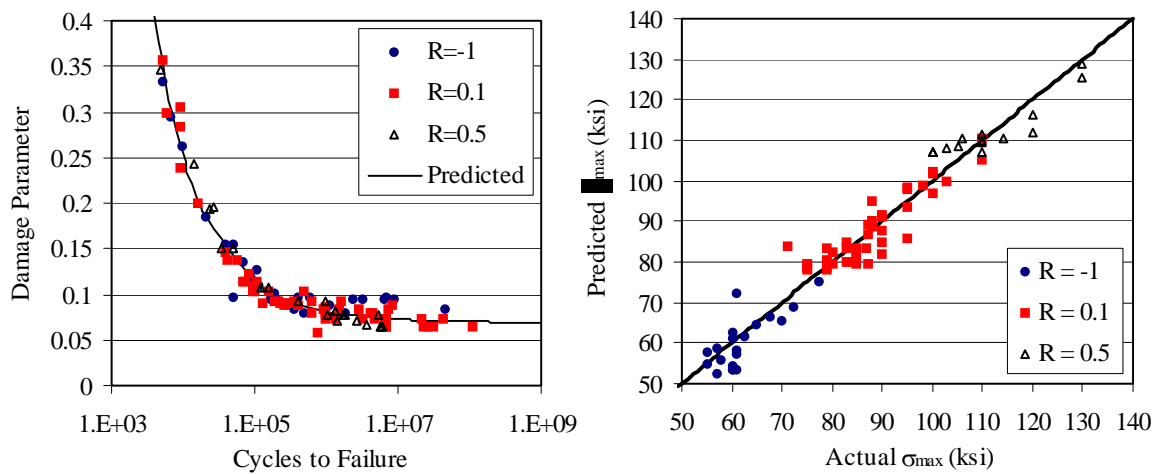 0.4
0.35
0.3
0.25
0.2
0.15
0.1
0.05
0
Damage Parameter
1.E+03 1.E+05 1.E+07 1.E+09
Cycles to Failure
R=-1
R=0.1
R=0.5
Predicted
140
130
120
110
100
90
80
70
60
50
Predicted max (ksi)
50 60 70 80 90 100 110 120 130 140
Actual σmax (ksi)
R = -1
R = 0.1
R = 0.5